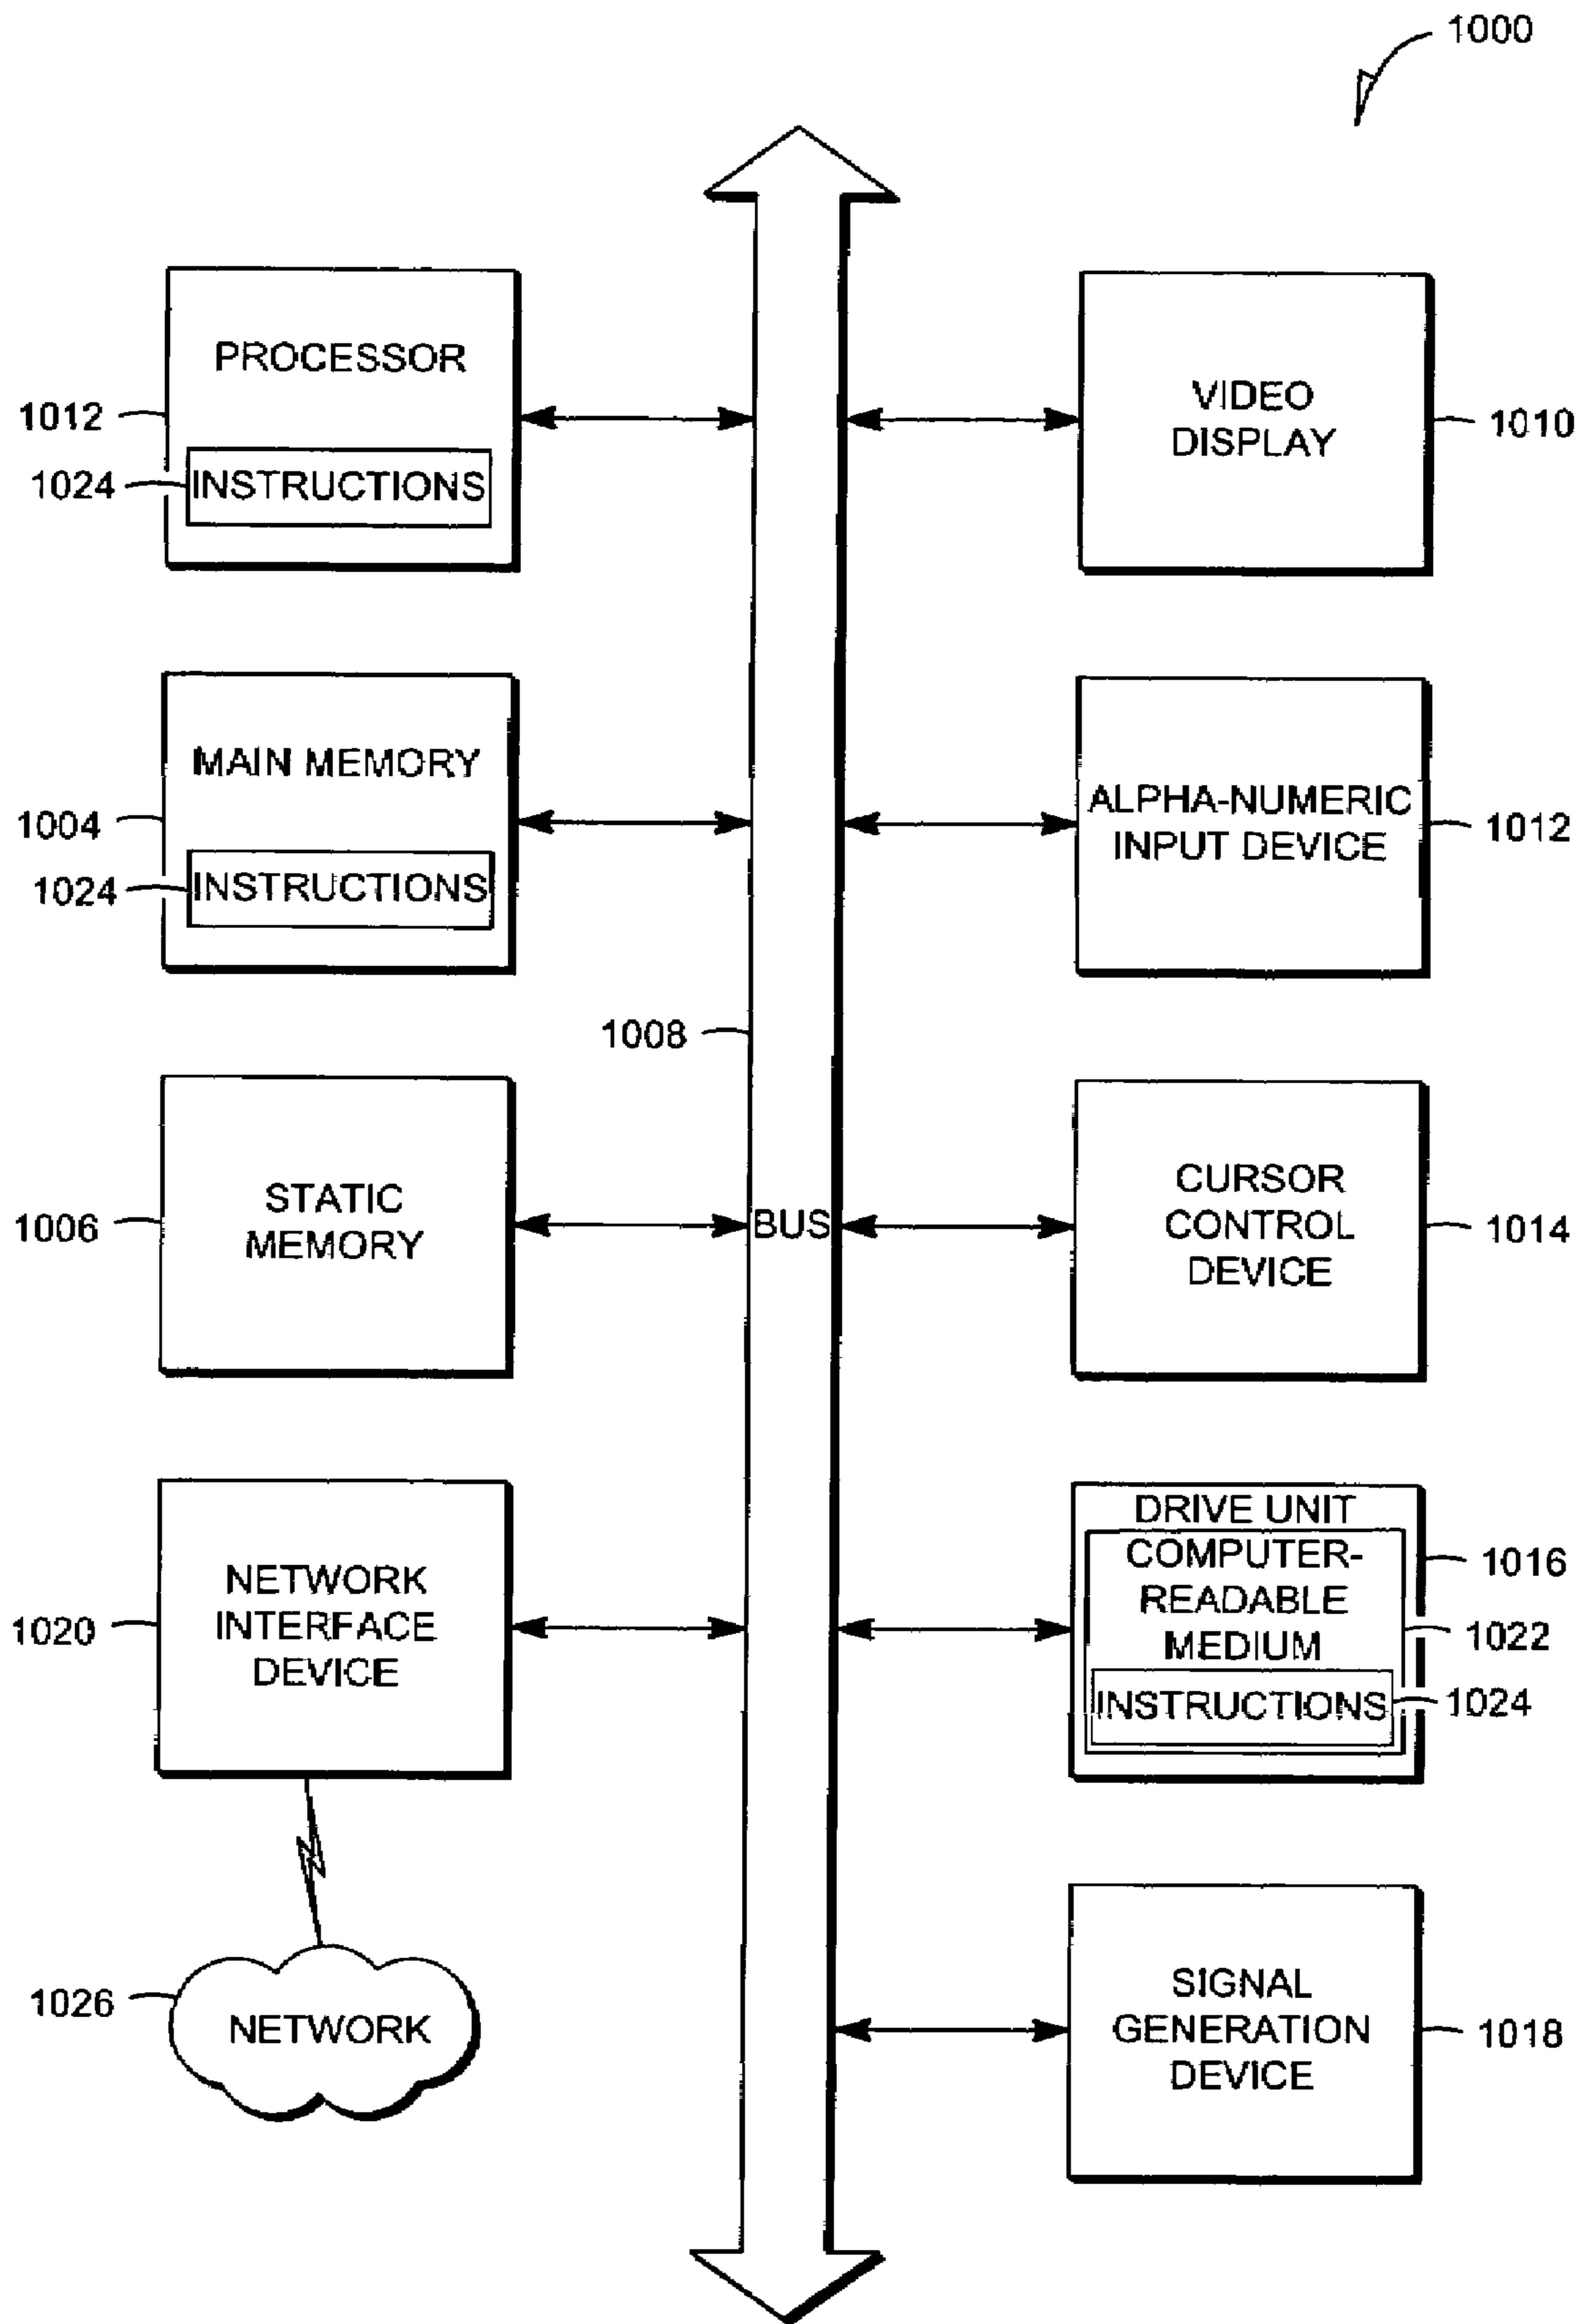 1000
PROCESSOR
1012
1024
INSTRUCTIONS
VIDEO
DISPLAY
1010
MAIN MEMORY
1004
1024
INSTRUCTIONS
ALPHA-NUMERIC
INPUT DEVICE
1012
1008
STATIC
MEMORY
1006
BUS
CURSOR
CONTROL
DEVICE
1014
NETWORK
INTERFACE
DEVICE
1020
DRIVE UNIT
COMPUTER-
READABLE
MEDIUM
INSTRUCTIONS
1016
1022
1024
1026
NETWORK
SIGNAL
GENERATION
DEVICE
1018